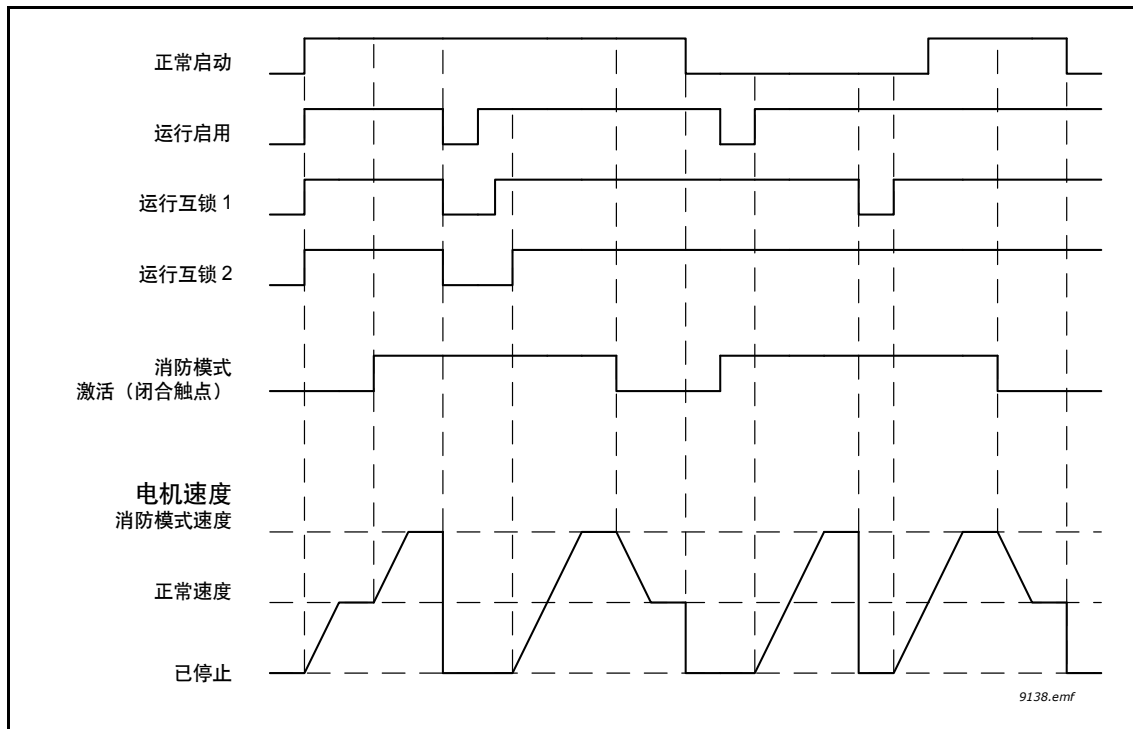 正常启动
运行启用
运行互锁 1
运行互锁 2
消防模式
激活（闭合触点）
电机速度
消防模式速度
正常速度
已停止
9138.emf